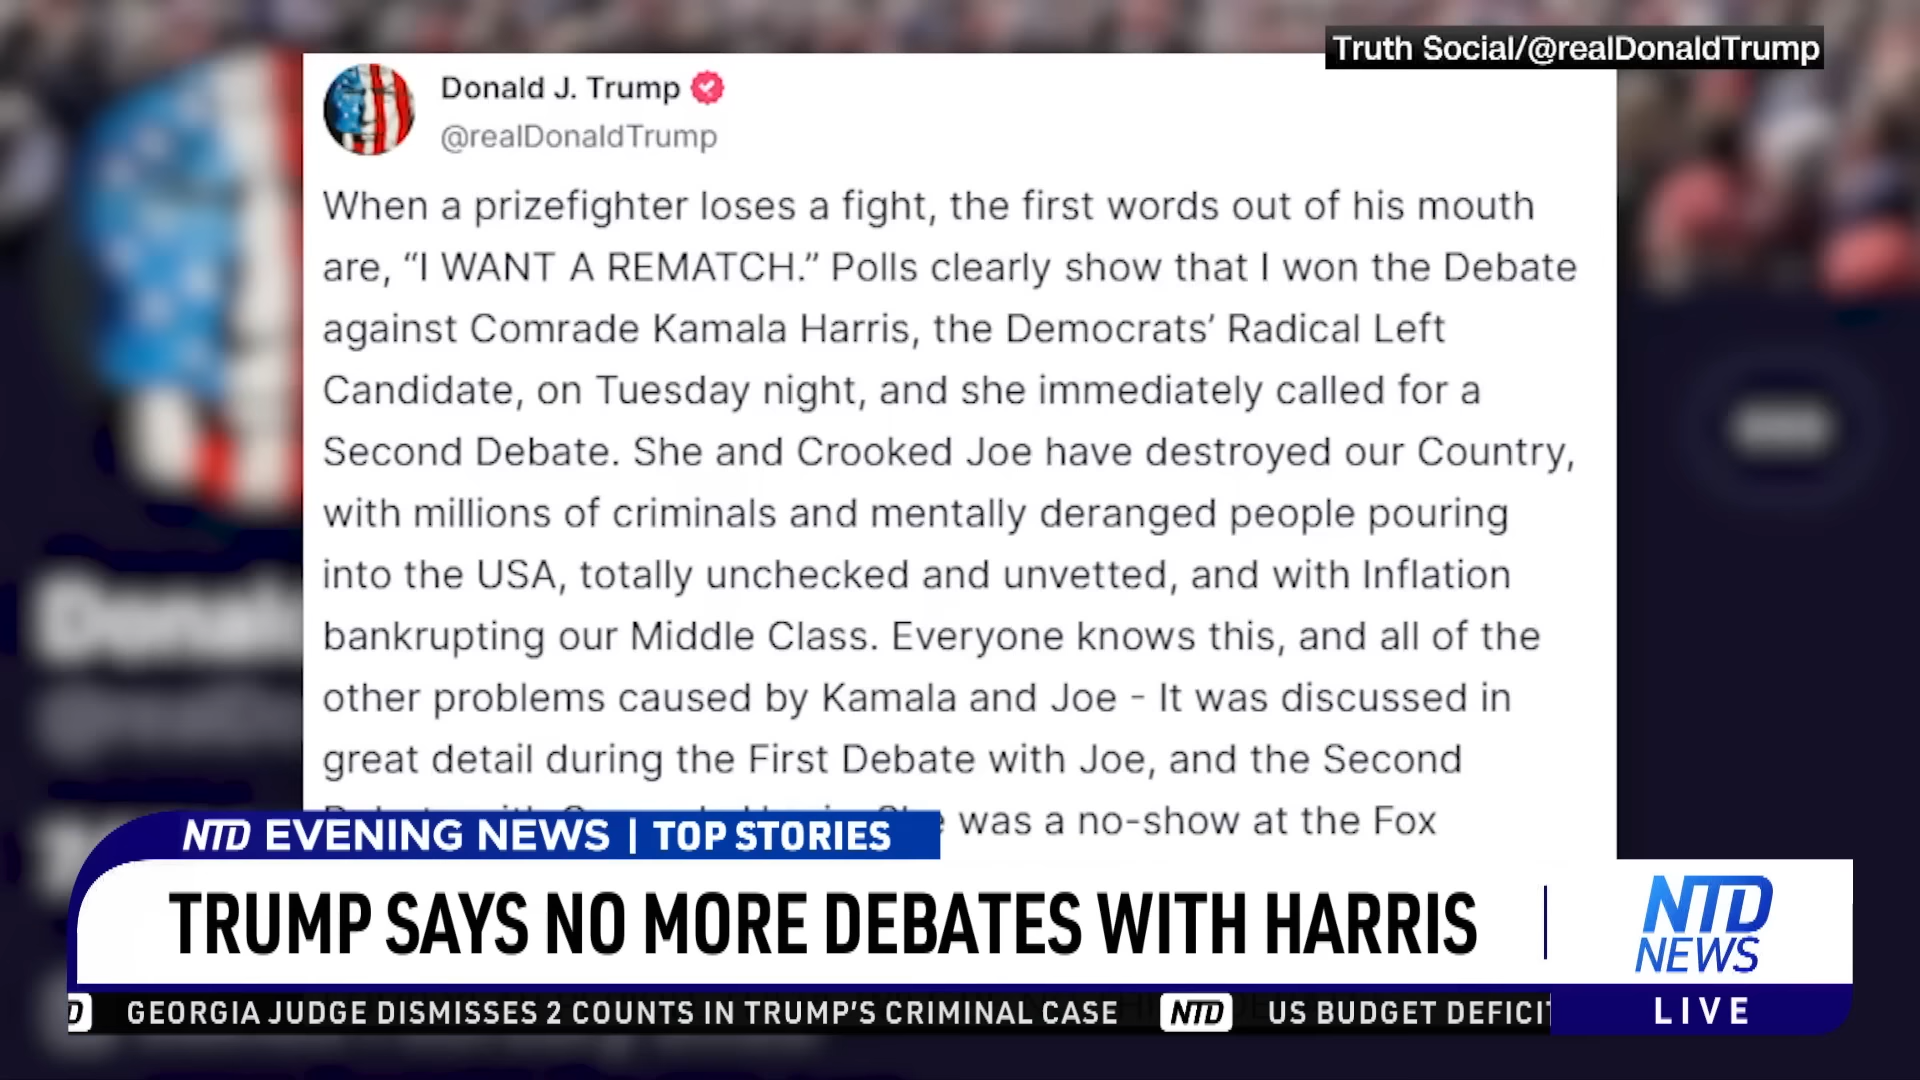 Truth Social/@realDonaldTrump
Donald J. Trump
@realDonaldTrump
When a prizefighter loses a fight, the first words out of his mouth
are, “I WANT A REMATCH.” Polls clearly show that I won the Debate
against Comrade Kamala Harris, the Democrats’ Radical Left
Candidate, on Tuesday night, and she immediately called for a
Second Debate. She and Crooked Joe have destroyed our Country,
with millions of criminals and mentally deranged people pouring
into the USA, totally unchecked and unvetted, and with Inflation
bankrupting our Middle Class. Everyone knows this, and all of the
other problems caused by Kamala and Joe - It was discussed in
great detail during the First Debate with Joe, and the Second
was a no-show at the Fox
NTD EVENING NEWS | TOP STORIES
TRUMP SAYS NO MORE DEBATES WITH HARRIS
NTD
NEWS
GEORGIA JUDGE DISMISSES 2 COUNTS IN TRUMP’S CRIMINAL CASE NTD US BUDGET DEFICIT
LIVE